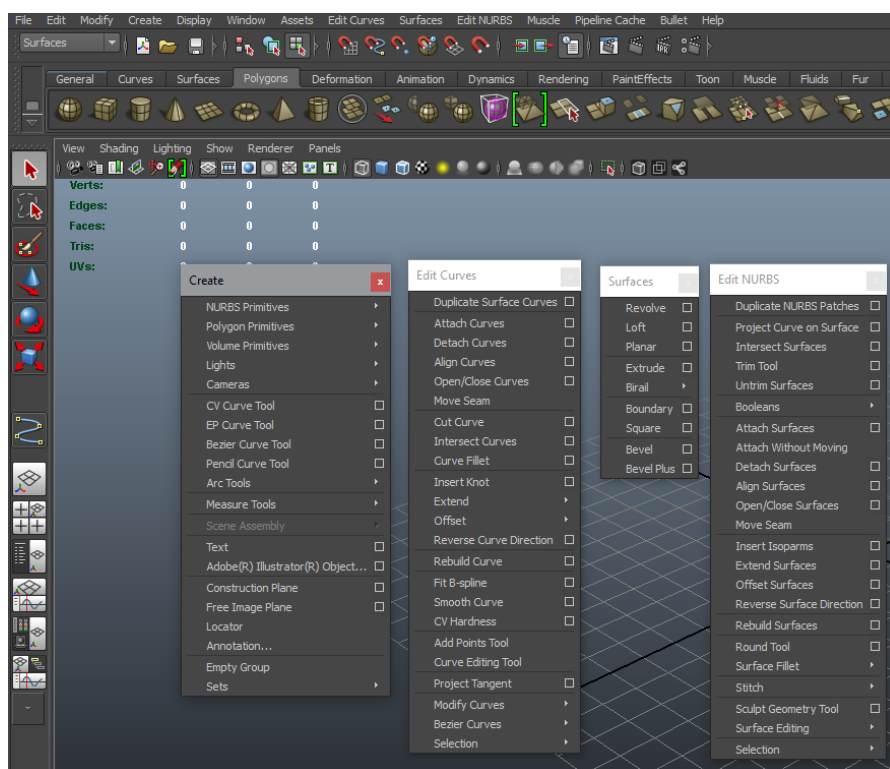 File Edit Modify Create Display Window Assets Edit Curves Surfaces Edit NURBS Muscle Pipeline Cache Bullet Help
Surfaces
General Curves Surfaces Polygons Deformation Animation Dynamics Rendering PaintEffects Toon Muscle Fluids Fur
View Shading Lighting Show Renderer Panels
Verts: 0 0 0
Edges: 0 0 0
Faces: 0 0 0
Tris: 0 0 0
UVs: 0 0 0
Create
NURBS Primitives
Polygon Primitives
Volume Primitives
Lights
Cameras
CV Curve Tool
EP Curve Tool
Bezier Curve Tool
Pencil Curve Tool
Arc Tools
Measure Tools
Scene Assembly
Text
Adobe(R) Illustrator(R) Object...
Construction Plane
Free Image Plane
Locator
Annotation...
Empty Group
Sets
Edit Curves
Duplicate Surface Curves
Attach Curves
Detach Curves
Align Curves
Open/Close Curves
Move Seam
Cut Curve
Intersect Curves
Curve Fillet
Insert Knot
Extend
Offset
Reverse Curve Direction
Rebuild Curve
Fit B-spline
Smooth Curve
CV Hardness
Add Points Tool
Curve Editing Tool
Project Tangent
Modify Curves
Bezier Curves
Selection
Surfaces
Revolve
Loft
Planar
Extrude
Birail
Boundary
Square
Bevel
Bevel Plus
Edit NURBS
Duplicate NURBS Patches
Project Curve on Surface
Intersect Surfaces
Trim Tool
Untrim Surfaces
Booleans
Attach Surfaces
Attach Without Moving
Detach Surfaces
Align Surfaces
Open/Close Surfaces
Move Seam
Insert Isoparms
Extend Surfaces
Offset Surfaces
Reverse Surface Direction
Rebuild Surfaces
Round Tool
Surface Fillet
Stitch
Sculpt Geometry Tool
Surface Editing
Selection